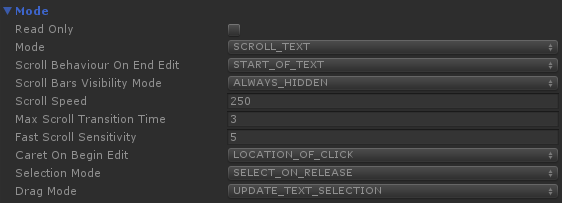 Mode
Read Only
Mode SCROLL_TEXT
Scroll Behaviour On End Edit START_OF_TEXT
Scroll Bars Visibility Mode ALWAYS_HIDDEN
Scroll Speed 250
Max Scroll Transition Time 3
Fast Scroll Sensitivity 5
Caret On Begin Edit LOCATION_OF_CLICK
Selection Mode SELECT_ON_RELEASE
Drag Mode UPDATE_TEXT_SELECTION